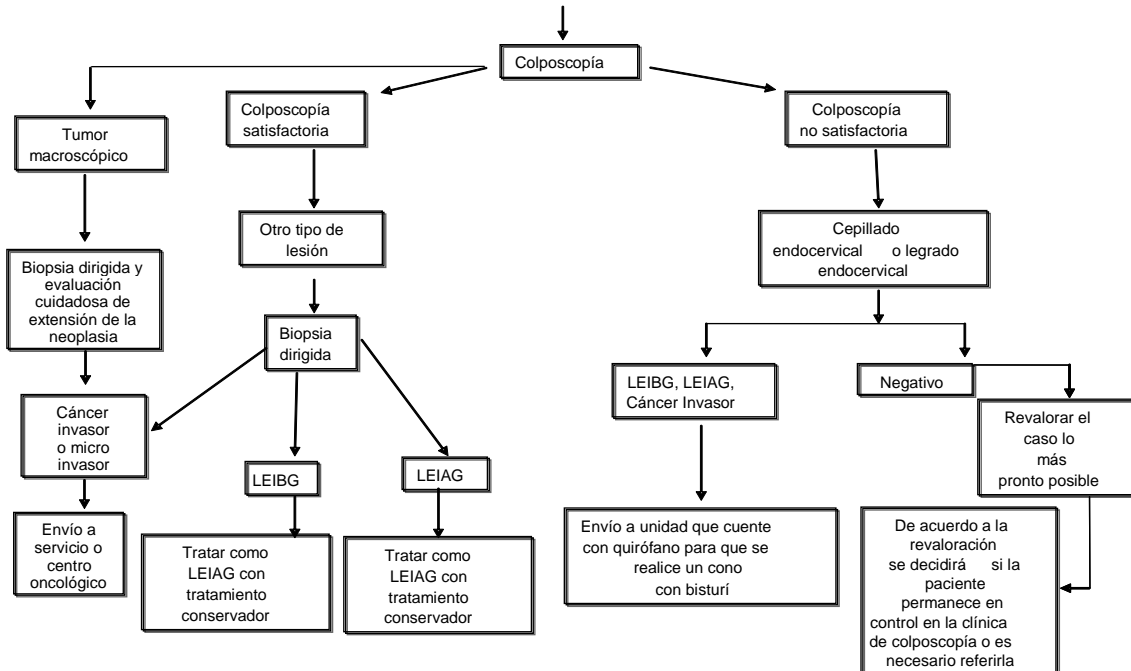 Colposcopía
Tumor
macroscópico
Colposcopía
satisfactoria
Colposcopía
no satisfactoria
Otro tipo de
lesión
Cepillado
endocervical o legrado
endocervical
Biopsia dirigida y
evaluación
cuidadosa de
extensión de la
neoplasia
Biopsia
dirigida
LEIBG, LEIAG,
Cáncer Invasor
Negativo
Cáncer
invasor
o micro
invasor
Revalorar el
caso lo
más
pronto posible
LEIBG
LEIAG
Envío a
servicio o
centro
oncológico
Tratar como
LEIAG con
tratamiento
conservador
Tratar como
LEIAG con
tratamiento
conservador
Envío a unidad que cuente
con quirófano para que se
realice un cono
con bisturí
De acuerdo a la
revaloración
se decidirá si la
paciente
permanece en
control en la clínica
de colposcopía o es
necesario referirla